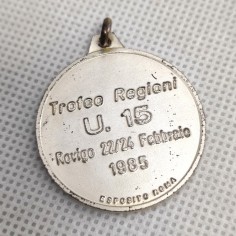 Trofeo Regioni
U. 15
Rovigo 22/24 Febbraio
1985
ESPOSITO ROMA